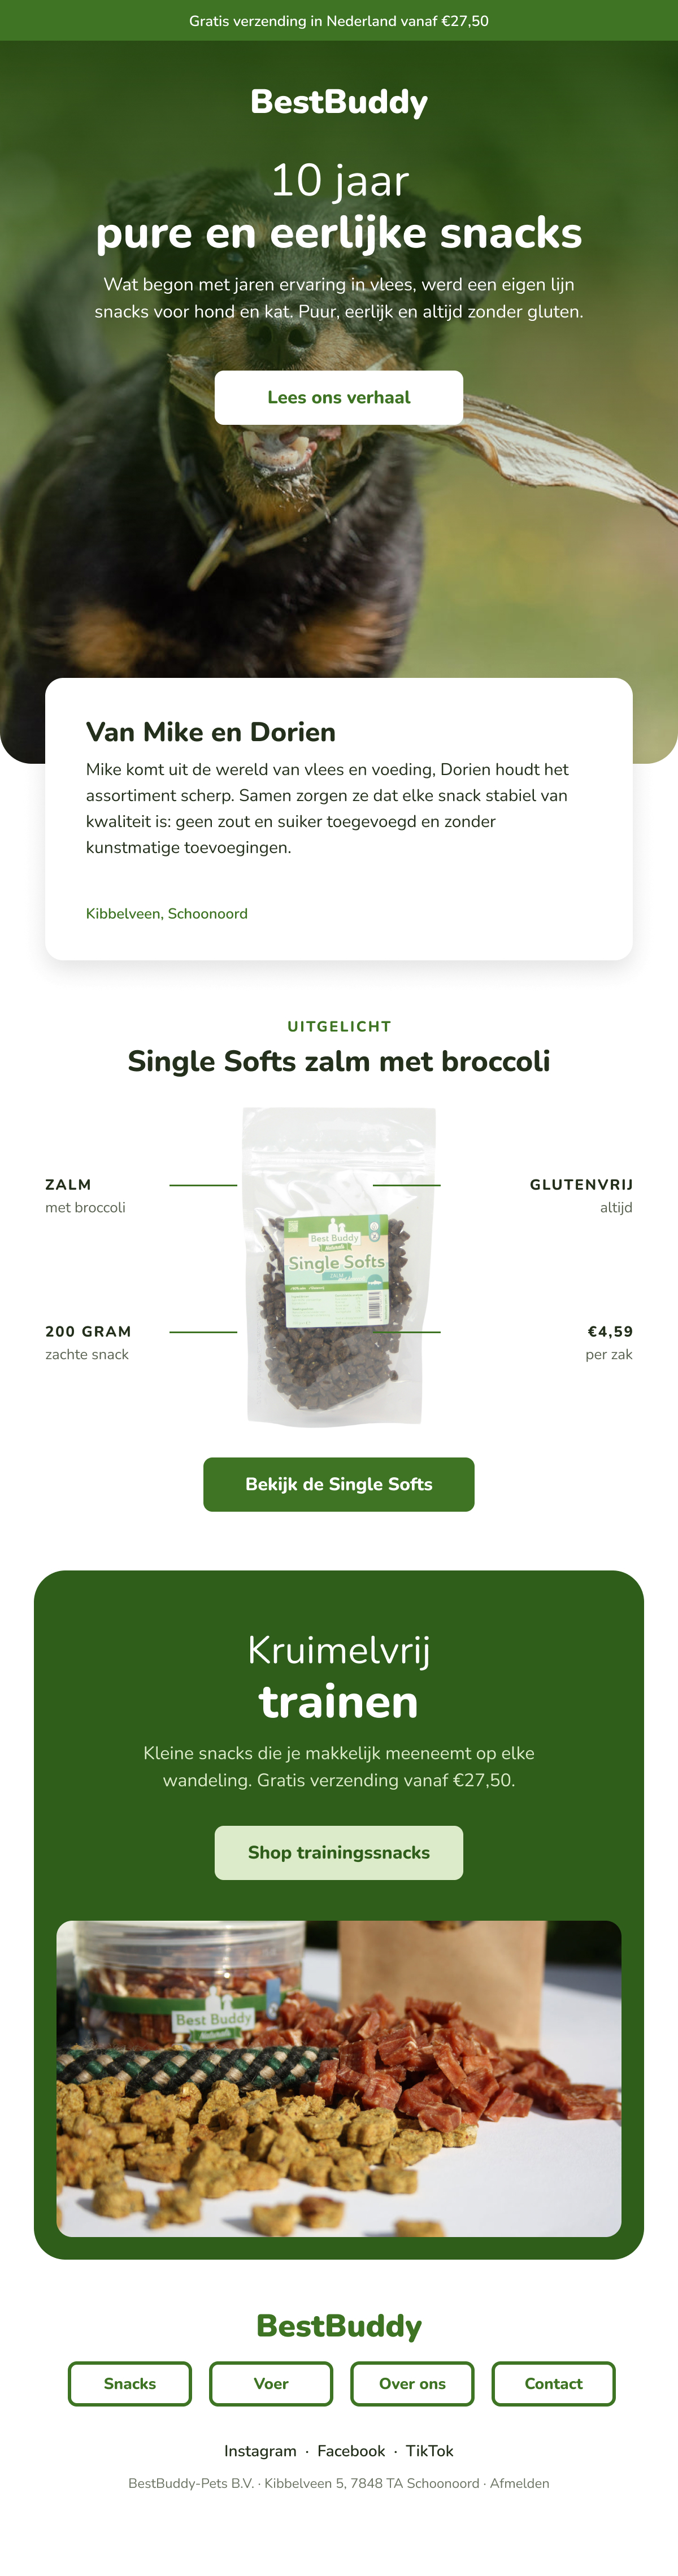 Gratis verzending in Nederland vanaf €27,50
BestBuddy
10 jaar
pure en eerlijke snacks
Wat begon met jaren ervaring in vlees, werd een eigen lijn
snacks voor hond en kat. Puur, eerlijk en altijd zonder gluten.
Lees ons verhaal
Van Mike en Dorien
Mike komt uit de wereld van vlees en voeding, Dorien houdt het
assortiment scherp. Samen zorgen ze dat elke snack stabiel van
kwaliteit is: geen zout en suiker toegevoegd en zonder
kunstmatige toevoegingen.
Kibbelveen, Schoonoord
UITGELICHT
Single Softs zalm met broccoli
ZALM
met broccoli
GLUTENVRIJ
altijd
Best Buddy
Single Softs
200 GRAM
zachte snack
€4,59
per zak
Bekijk de Single Softs
Kruimelvrij
trainen
Kleine snacks die je makkelijk meeneemt op elke
wandeling. Gratis verzending vanaf €27,50.
Shop trainingssnacks
Best Buddy
BestBuddy
Snacks
Voer
Over ons
Contact
Instagram · Facebook · TikTok
BestBuddy-Pets B.V. · Kibbelveen 5, 7848 TA Schoonoord · Afmelden